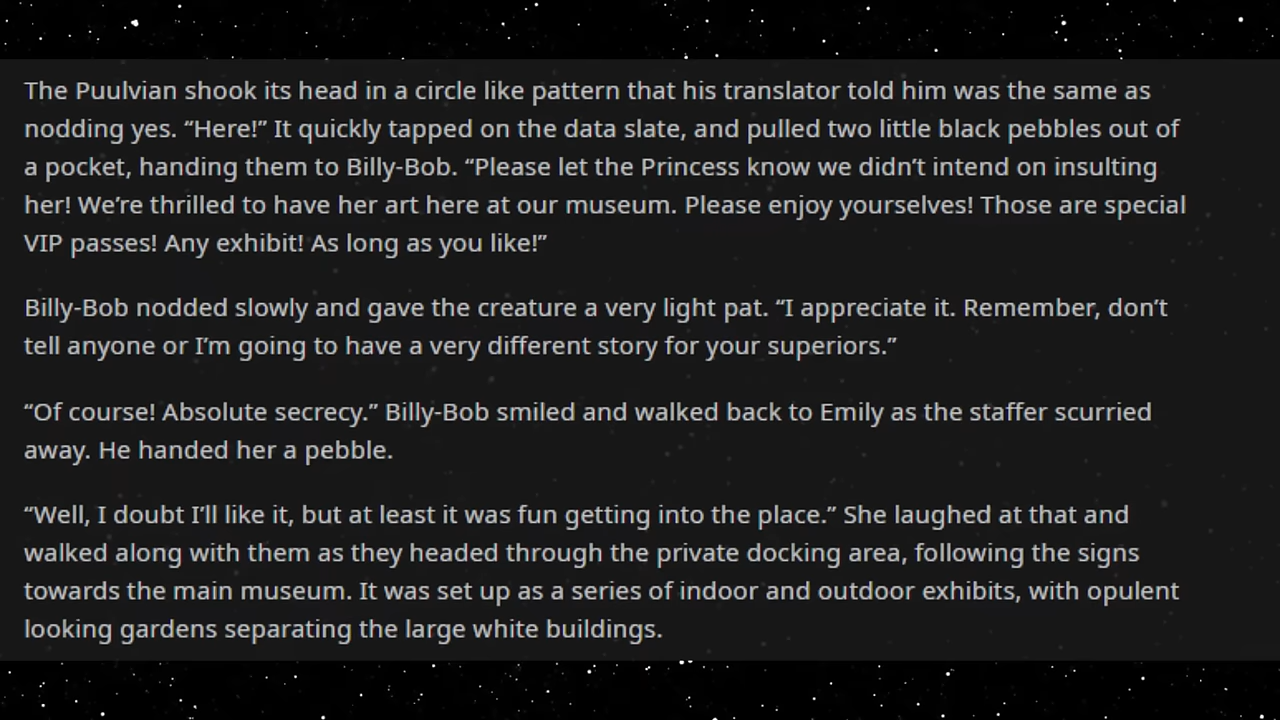 The Puulvian shook its head in a circle like pattern that his translator told him was the same as
nodding yes. “Here!” It quickly tapped on the data slate, and pulled two little black pebbles out of
a pocket, handing them to Billy-Bob. “Please let the Princess know we didn’t intend on insulting
her! We’re thrilled to have her art here at our museum. Please enjoy yourselves! Those are special
VIP passes! Any exhibit! As long as you like!”
Billy-Bob nodded slowly and gave the creature a very light pat. “I appreciate it. Remember, don’t
tell anyone or I’m going to have a very different story for your superiors.”
“Of course! Absolute secrecy.” Billy-Bob smiled and walked back to Emily as the staffer scurried
away. He handed her a pebble.
“Well, I doubt I’ll like it, but at least it was fun getting into the place.” She laughed at that and
walked along with them as they headed through the private docking area, following the signs
towards the main museum. It was set up as a series of indoor and outdoor exhibits, with opulent
looking gardens separating the large white buildings.